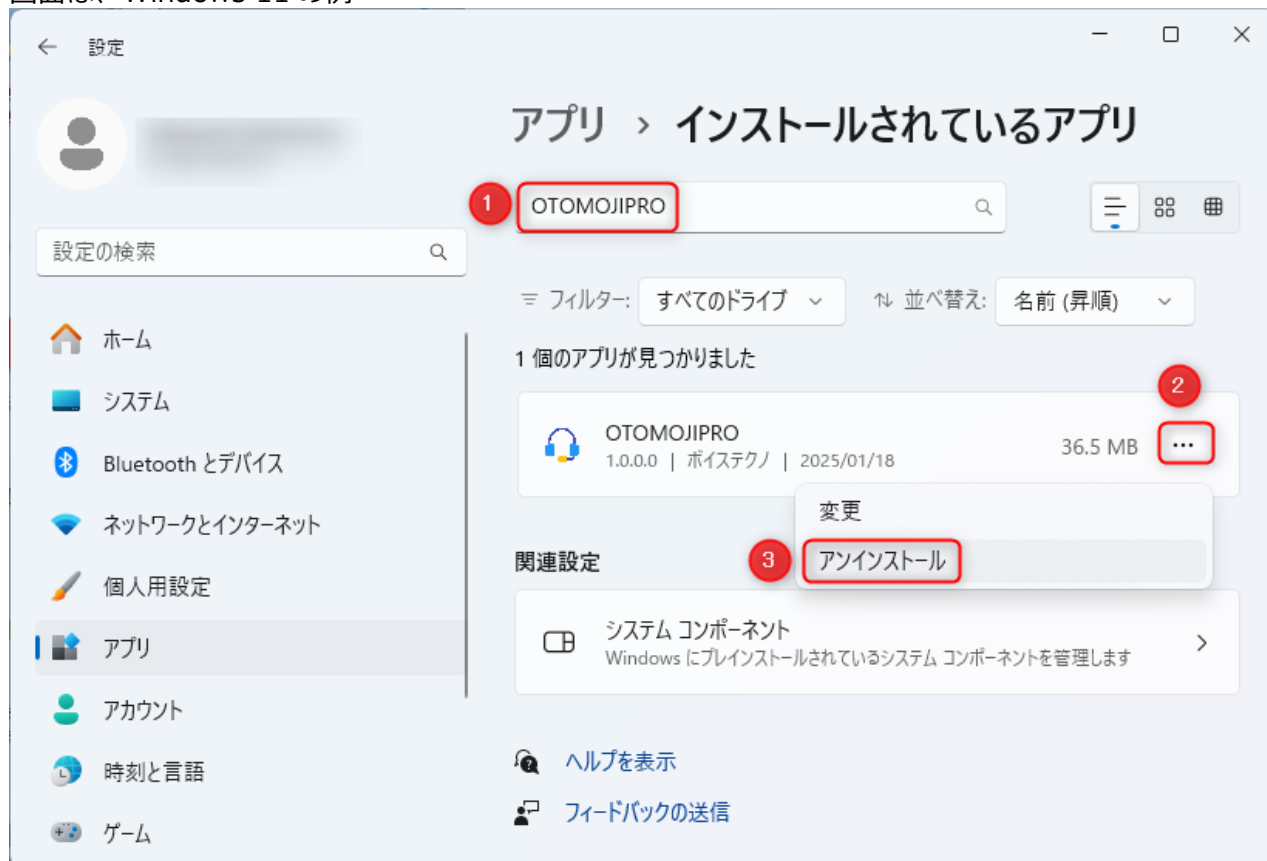 設定
アプリ › インストールされているアプリ
1 OTOMOJIPRO
設定の検索
フィルター: すべてのドライブ 並べ替え: 名前 (昇順)
ホーム
1 個のアプリが見つかりました
2
システム
OTOMOJIPRO
36.5 MB ...
1.0.0.0 | ボイステクノ | 2025/01/18
Bluetooth とデバイス
変更
ネットワークとインターネット
3 アンインストール
関連設定
個人用設定
システム コンポーネント
Windows にプレインストールされているシステム コンポーネントを管理します
アプリ
アカウント
ヘルプを表示
時刻と言語
フィードバックの送信
ゲーム